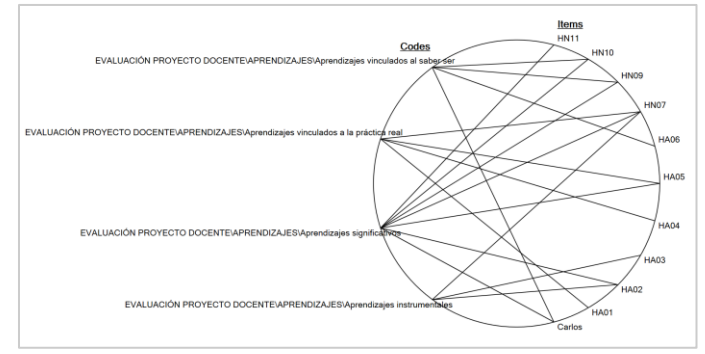 Items
HN11
Codes
HN10
EVALUACIÓN PROYECTO DOCENTE\APRENDIZAJES\Aprendizajes vinculados al saber ser
HN09
HN07
EVALUACIÓN PROYECTO DOCENTE\APRENDIZAJES\Aprendizajes vinculados a la práctica real
HA06
HA05
HA04
EVALUACIÓN PROYECTO DOCENTE\APRENDIZAJES\Aprendizajes significativos
HA03
HA02
EVALUACIÓN PROYECTO DOCENTE\APRENDIZAJES\Aprendizajes instrumentales
HA01
Carlos